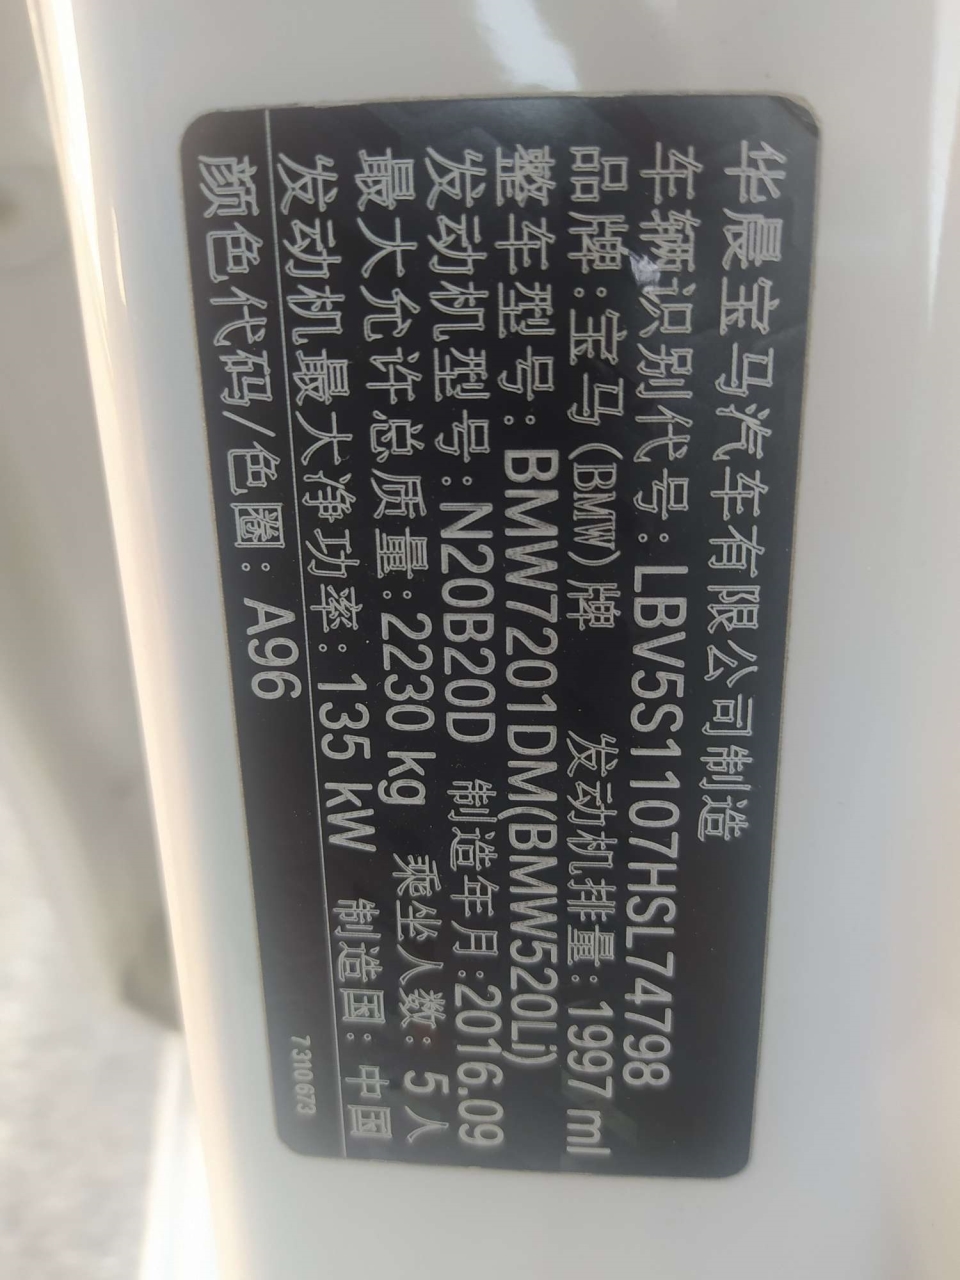 华晨宝马汽车有限公司制造
车辆识别代号：LBV5S1107HSL74798
品牌：宝马(BMW)牌 发动机排量：1997 ml
整车型号：BMW7201DM(BMW520Li)
发动机型号：N20B20D 制造年月：2016.09
最大允许总质量：2230 kg 乘坐人数：5人
发动机最大净功率：135 kW 制造国：中国
颜色代码/色圈：A96
7310673